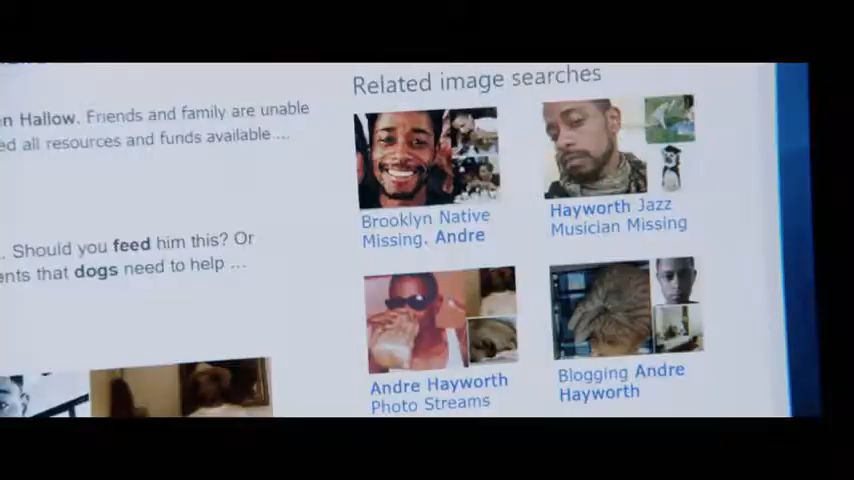 n Hallow. Friends and family are unable
ed all resources and funds available ...
. Should you feed him this? Or
ents that dogs need to help ...
Related image searches
Brooklyn Native
Missing. Andre
Hayworth Jazz
Musician Missing
Andre Hayworth
Photo Streams
Blogging Andre
Hayworth